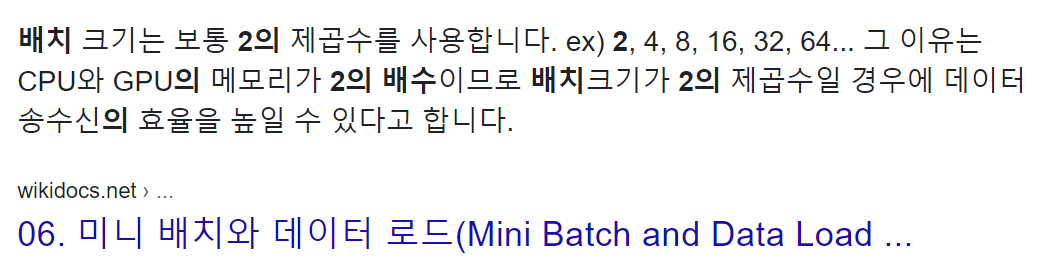 배치 크기는 보통 2의 제곱수를 사용합니다. ex) 2, 4, 8, 16, 32, 64... 그 이유는
CPU와 GPU의 메모리가 2의 배수이므로 배치크기가 2의 제곱수일 경우에 데이터
송수신의 효율을 높일 수 있다고 합니다.
wikidocs.net › ...
06. 미니 배치와 데이터 로드(Mini Batch and Data Load ...